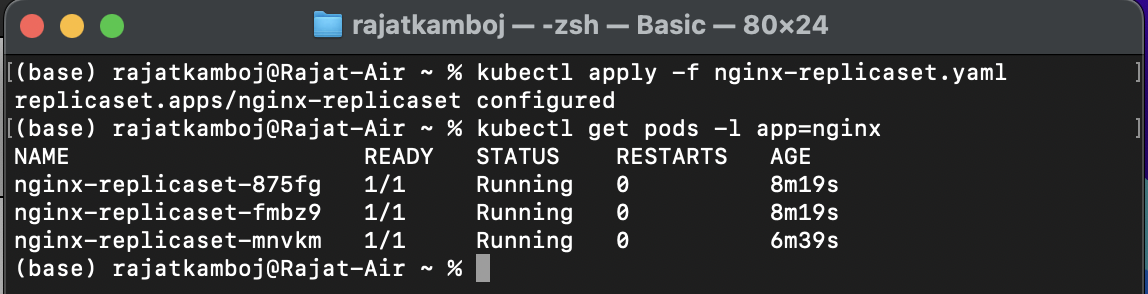 rajatkamboj — -zsh — Basic — 80×24
[(base) rajatkamboj@Rajat-Air ~ % kubectl apply -f nginx-replicaset.yaml ]
replicaset.apps/nginx-replicaset configured
[(base) rajatkamboj@Rajat-Air ~ % kubectl get pods -l app=nginx ]
NAME READY STATUS RESTARTS AGE
nginx-replicaset-875fg 1/1 Running 0 8m19s
nginx-replicaset-fmbz9 1/1 Running 0 8m19s
nginx-replicaset-mnvkm 1/1 Running 0 6m39s
(base) rajatkamboj@Rajat-Air ~ %